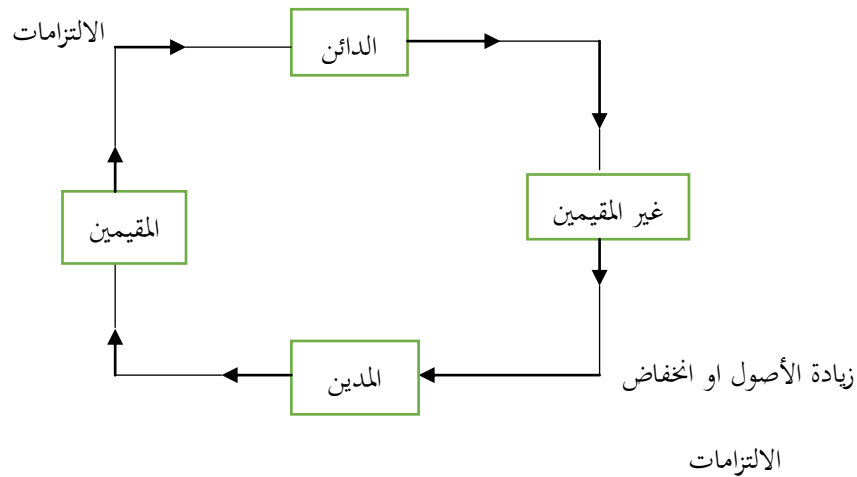 الالتزامات
الدائن
غير المقيمين
المقيمين
المدين
زيادة الأصول او انخفاض
الالتزامات